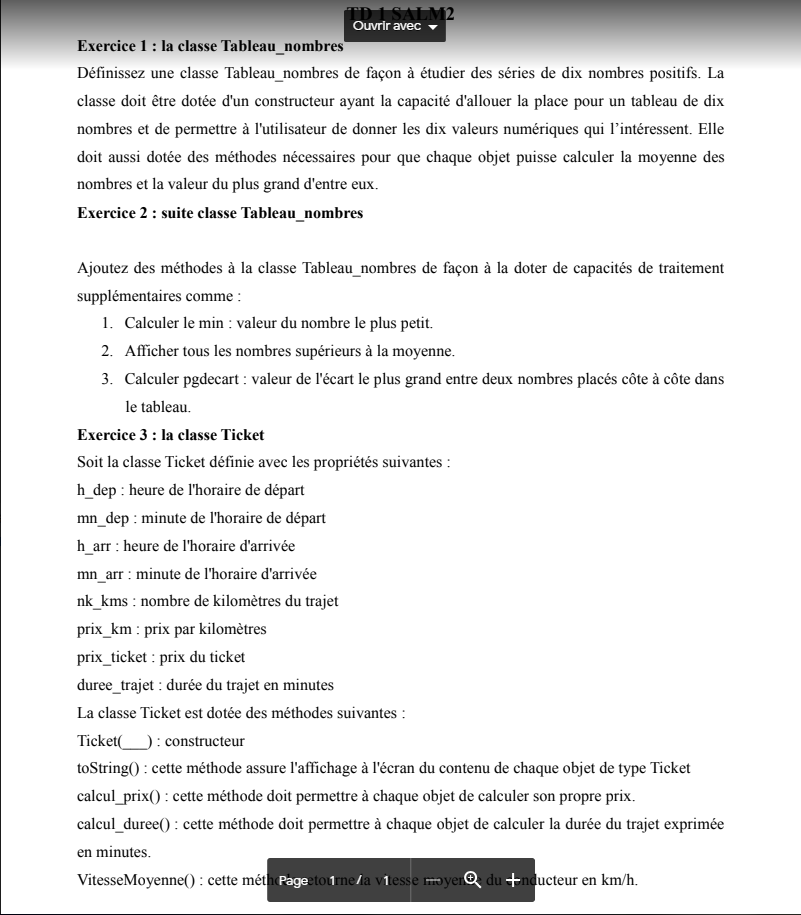 TD 1 SALM2
Ouvrir avec
Exercice 1 : la classe Tableau_nombres
Définissez une classe Tableau_nombres de façon à étudier des séries de dix nombres positifs. La
classe doit être dotée d'un constructeur ayant la capacité d'allouer la place pour un tableau de dix
nombres et de permettre à l'utilisateur de donner les dix valeurs numériques qui l’intéressent. Elle
doit aussi dotée des méthodes nécessaires pour que chaque objet puisse calculer la moyenne des
nombres et la valeur du plus grand d'entre eux.
Exercice 2 : suite classe Tableau_nombres
Ajoutez des méthodes à la classe Tableau_nombres de façon à la doter de capacités de traitement
supplémentaires comme :
1. Calculer le min : valeur du nombre le plus petit.
2. Afficher tous les nombres supérieurs à la moyenne.
3. Calculer pgdecart : valeur de l'écart le plus grand entre deux nombres placés côte à côte dans
le tableau.
Exercice 3 : la classe Ticket
Soit la classe Ticket définie avec les propriétés suivantes :
h_dep : heure de l'horaire de départ
mn_dep : minute de l'horaire de départ
h_arr : heure de l'horaire d'arrivée
mn_arr : minute de l'horaire d'arrivée
nk_kms : nombre de kilomètres du trajet
prix_km : prix par kilomètres
prix_ticket : prix du ticket
duree_trajet : durée du trajet en minutes
La classe Ticket est dotée des méthodes suivantes :
Ticket(___) : constructeur
toString() : cette méthode assure l'affichage à l'écran du contenu de chaque objet de type Ticket
calcul_prix() : cette méthode doit permettre à chaque objet de calculer son propre prix.
calcul_duree() : cette méthode doit permettre à chaque objet de calculer la durée du trajet exprimée
en minutes.
VitesseMoyenne() : cette méthode retourne la vitesse moyenne du conducteur en km/h.
Page 1 / 1